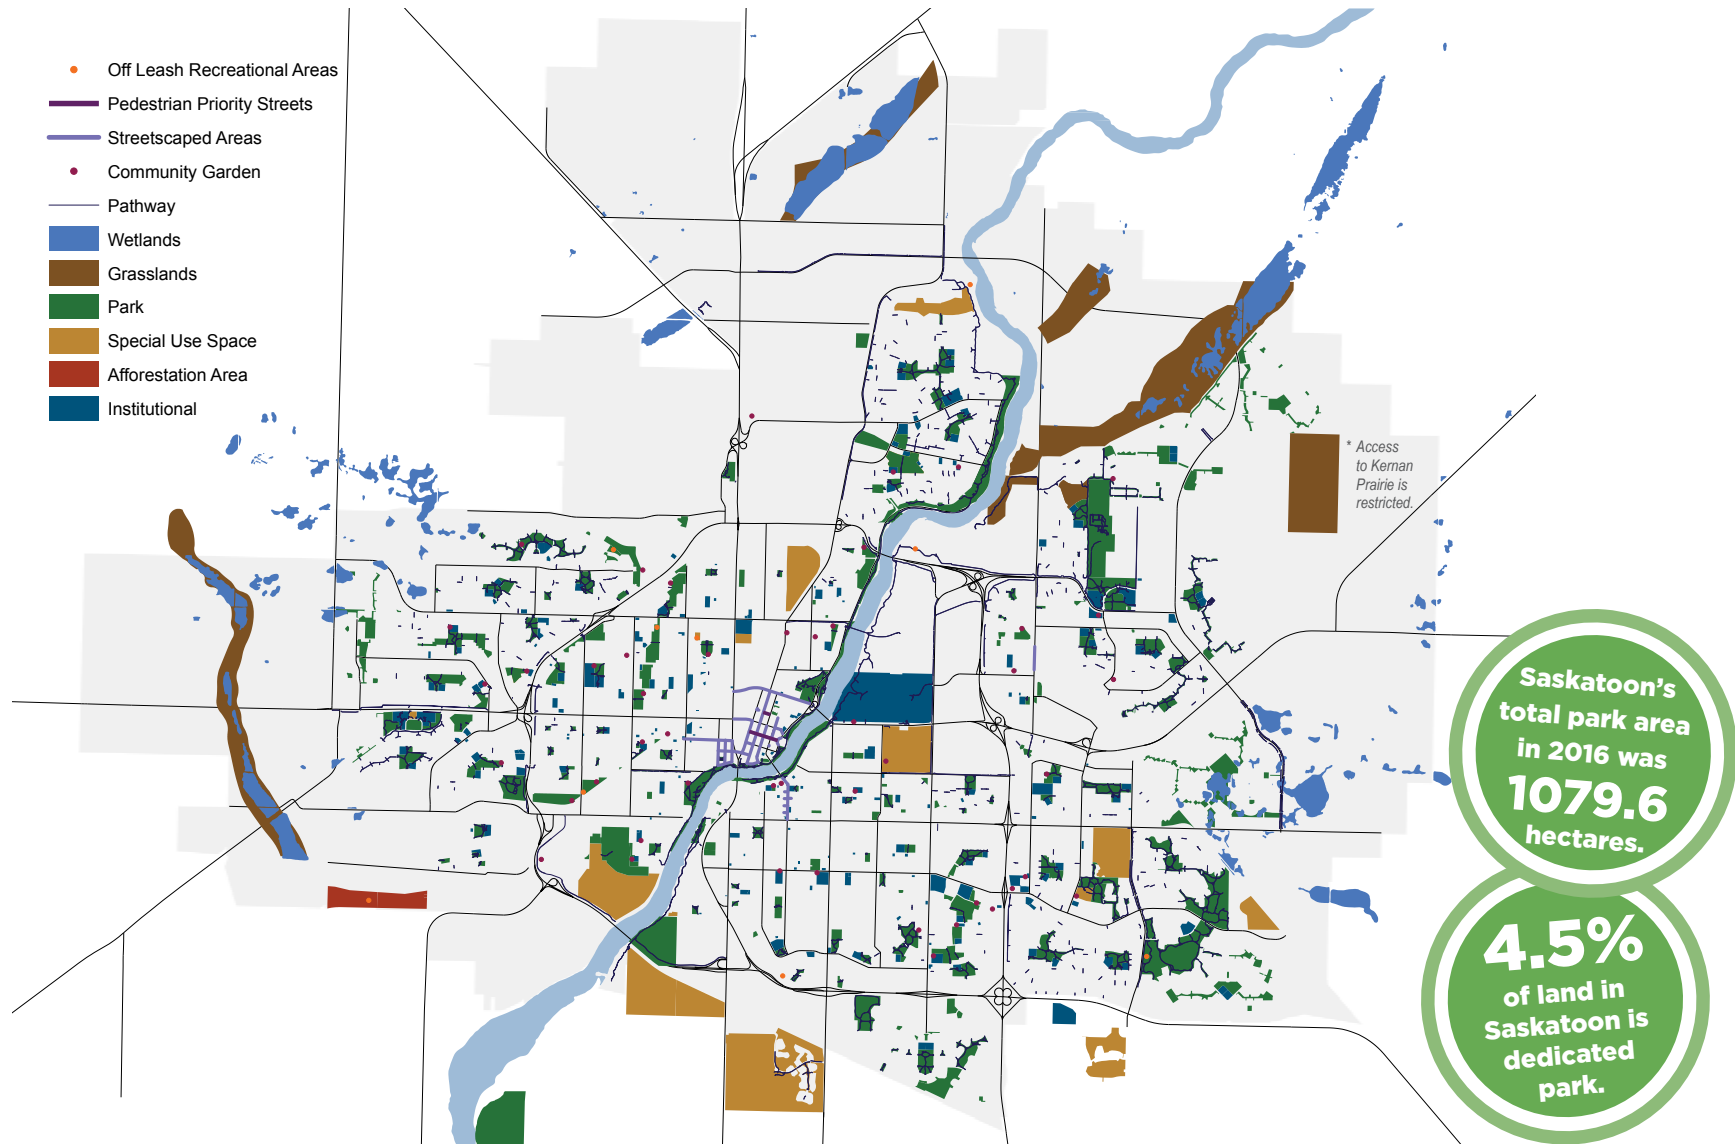 Off Leash Recreational Areas
Pedestrian Priority Streets
Streetscaped Areas
Community Garden
Pathway
Wetlands
Grasslands
Park
Special Use Space
Afforestation Area
Institutional
* Access
to Kernan
Prairie is
restricted.
Saskatoon's
total park area
in 2016 was
1079.6
hectares.
4.5%
of land in
Saskatoon is
dedicated
park.